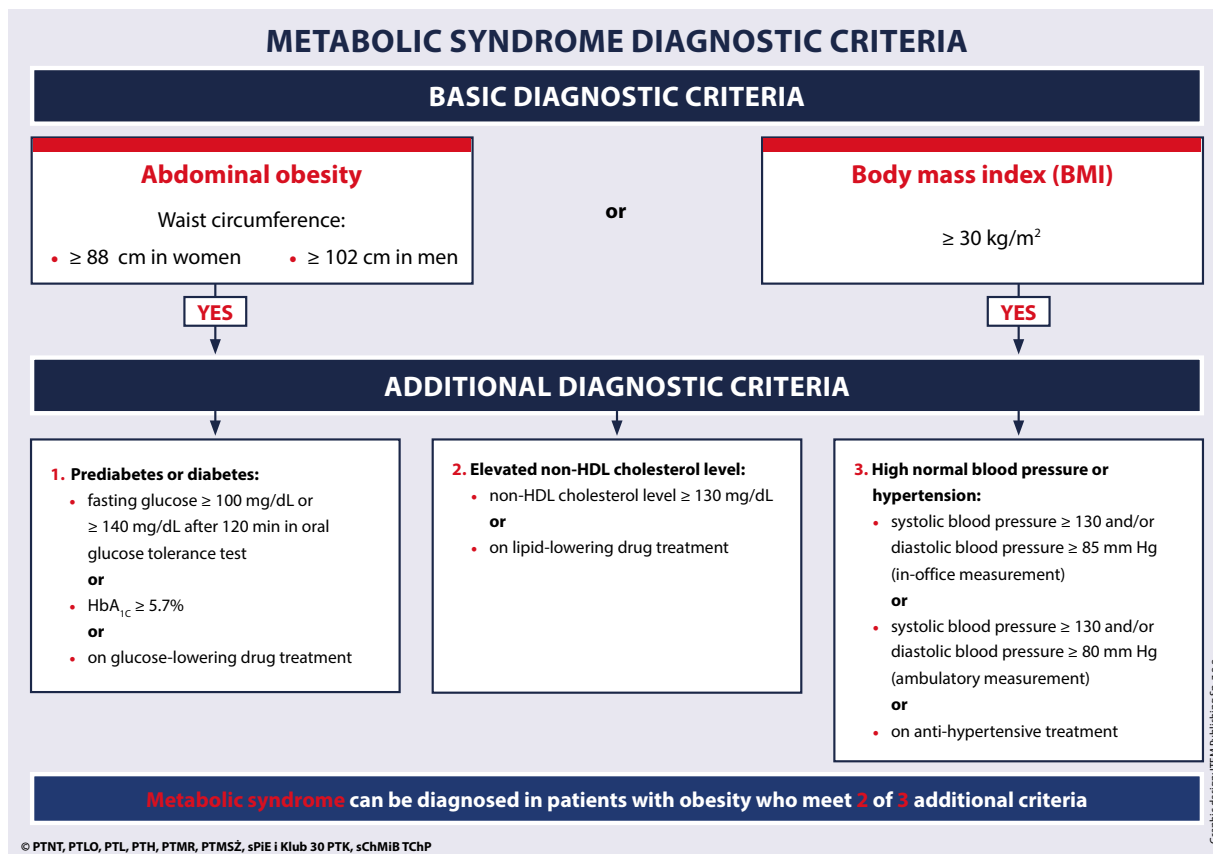 METABOLIC SYNDROME DIAGNOSTIC CRITERIA
BASIC DIAGNOSTIC CRITERIA
Abdominal obesity
Waist circumference:
• ≥ 88 cm in women • ≥ 102 cm in men
or
Body mass index (BMI)
≥ 30 kg/m²
YES
YES
ADDITIONAL DIAGNOSTIC CRITERIA
1. Prediabetes or diabetes:
• fasting glucose ≥ 100 mg/dL or
≥ 140 mg/dL after 120 min in oral
glucose tolerance test
or
• HbA₁C ≥ 5.7%
or
• on glucose-lowering drug treatment
2. Elevated non-HDL cholesterol level:
• non-HDL cholesterol level ≥ 130 mg/dL
or
• on lipid-lowering drug treatment
3. High normal blood pressure or
hypertension:
• systolic blood pressure ≥ 130 and/or
diastolic blood pressure ≥ 85 mm Hg
(in-office measurement)
or
• systolic blood pressure ≥ 130 and/or
diastolic blood pressure ≥ 80 mm Hg
(ambulatory measurement)
or
• on anti-hypertensive treatment
Metabolic syndrome can be diagnosed in patients with obesity who meet 2 of 3 additional criteria
© PTNT, PTLO, PTL, PTH, PTMR, PTMSŻ, sPiE i Klub 30 PTK, sChMiB TChP